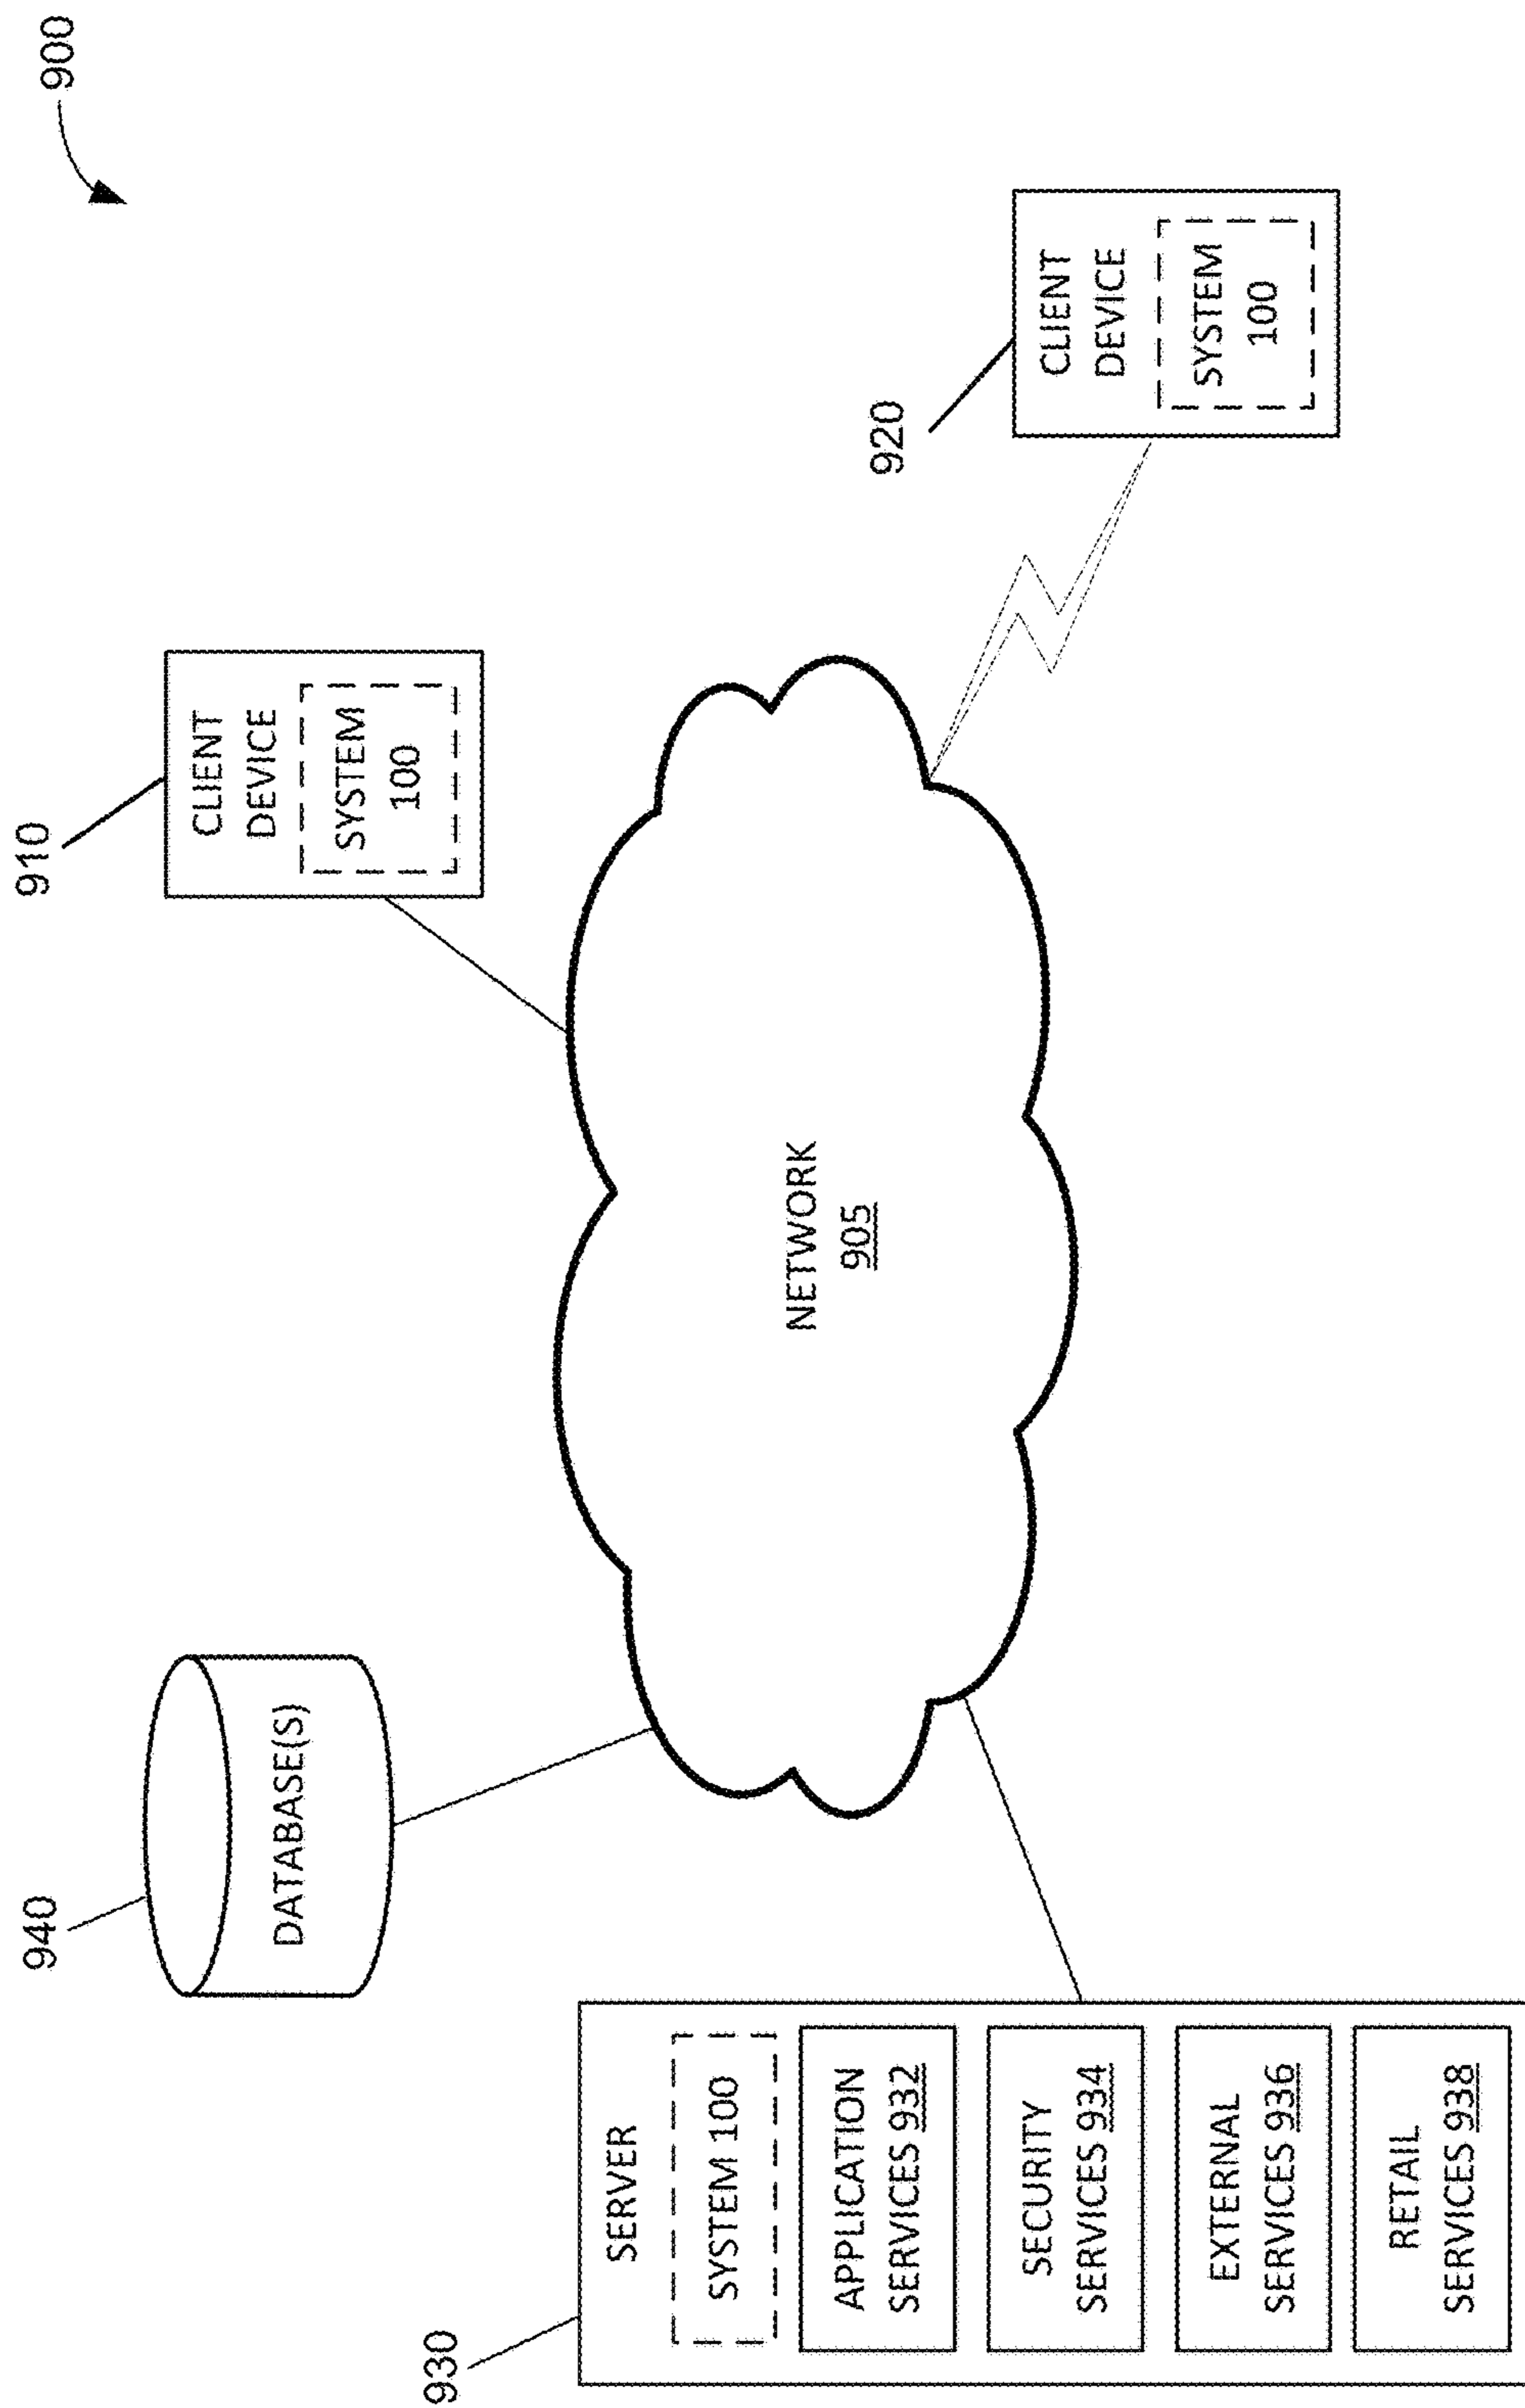 900
940
DATABASE(S)
910
CLIENT
DEVICE
SYSTEM
100
930
SERVER
SYSTEM 100
APPLICATION
SERVICES 932
SECURITY
SERVICES 934
EXTERNAL
SERVICES 936
RETAIL
SERVICES 938
NETWORK
905
920
CLIENT
DEVICE
SYSTEM
100